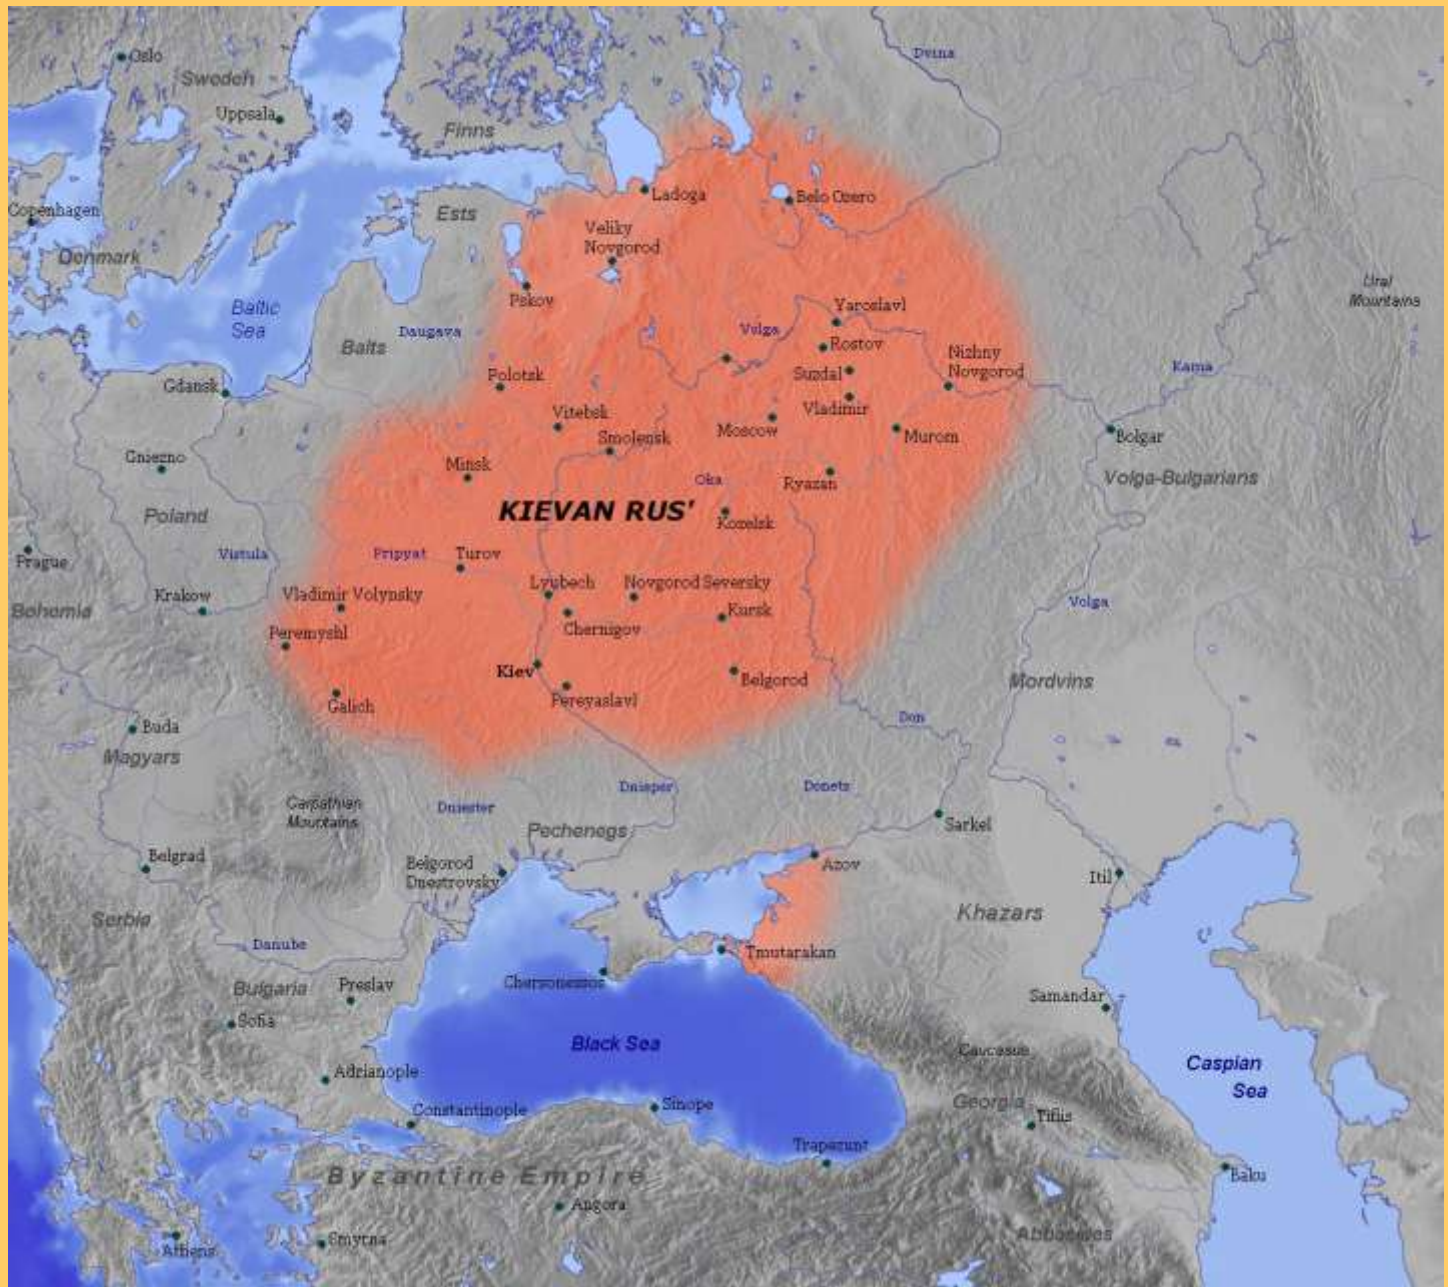 Oslo
Dvina
Swedeh
Uppsala
Finns
Ladoga
Belo Ozero
Copenhagen
Ests
Veliky
Novgorod
Denmark
Ural
Mountains
Pskov
Baltic
Sea
Daugava
Balts
Yaroslavl
Volga
Rostov
Nizhny
Novgorod
Kama
Polotsk
Suzdal
Gdansk
Vladimir
Vitebsk
Smolensk
Moscow
Murom
Bolgar
Gniezno
Minsk
Volga-Bulgarians
Oka
Ryazan
KIEVAN RUS'
Poland
Kozelsk
Prague
Vistula
Pripyat
Turov
Lyubech
Novgorod Seversky
Krakow
Vladimir Volynsky
Bohemia
Kursk
Volga
Chernigov
Peremyshl
Kiev
Belgorod
Mordvins
Pereyaslavl
Galich
Don
Buda
Magyars
Dnieper
Donets
Carpathian
Mountains
Dniester
Pechenegs
Sarkel
Belgrad
Belgorod
Dnestrovsky
Azov
Itil
Serbia
Khazars
Danube
Tmutarakan
Chersonessos
Bulgaria
Preslav
Samandar
Sofia
Black Sea
Caucasus
Caspian
Sea
Adrianople
Georgia
Constantinople
Sinope
Tiflis
Trapezunt
Byzantine Empire
Baku
Angora
Smyrna
Abbasives
Athens